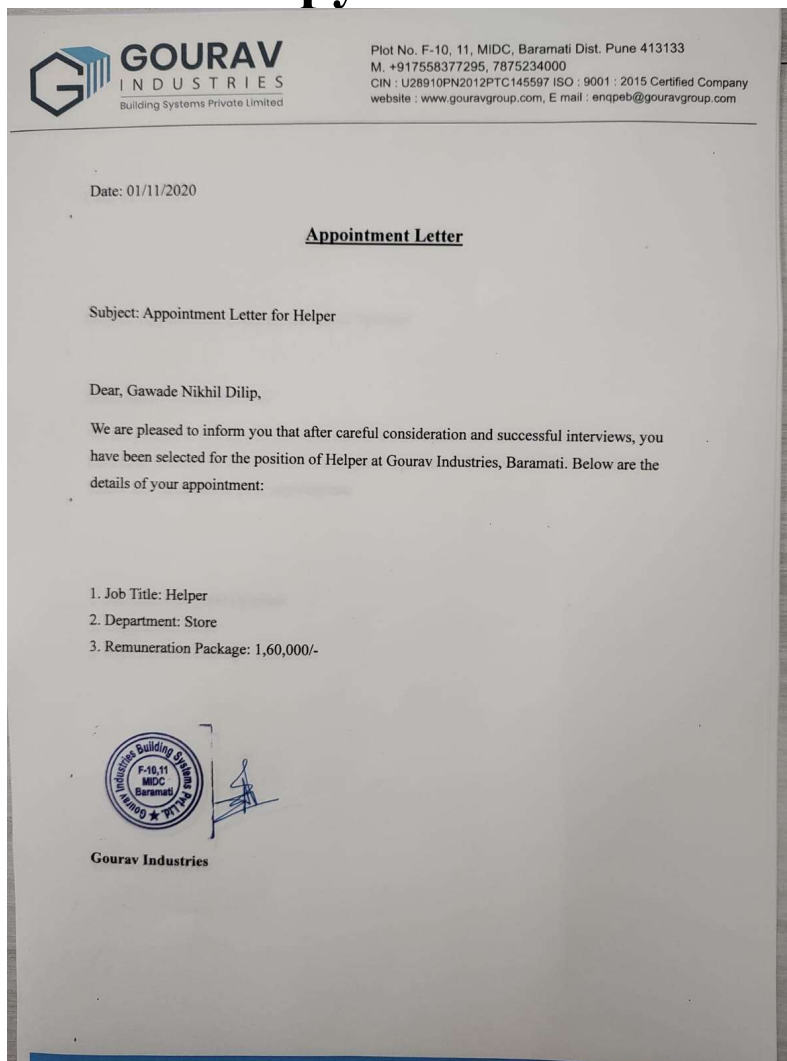 GOURAV
INDUSTRIES
Building Systems Private Limited
Plot No. F-10, 11, MIDC, Baramati Dist. Pune 413133
M. +917558377295, 7875234000
CIN : U28910PN2012PTC145597 ISO : 9001 : 2015 Certified Company
website : www.gouravgroup.com, E mail : enqpeb@gouravgroup.com
Date: 01/11/2020
Appointment Letter
Subject: Appointment Letter for Helper
Dear, Gawade Nikhil Dilip,
We are pleased to inform you that after careful consideration and successful interviews, you
have been selected for the position of Helper at Gourav Industries, Baramati. Below are the
details of your appointment:
1. Job Title: Helper
2. Department: Store
3. Remuneration Package: 1,60,000/-
Gourav Industries Building Systems Pvt. Ltd. ★
F-10,11
MIDC
Baramati
Gourav Industries